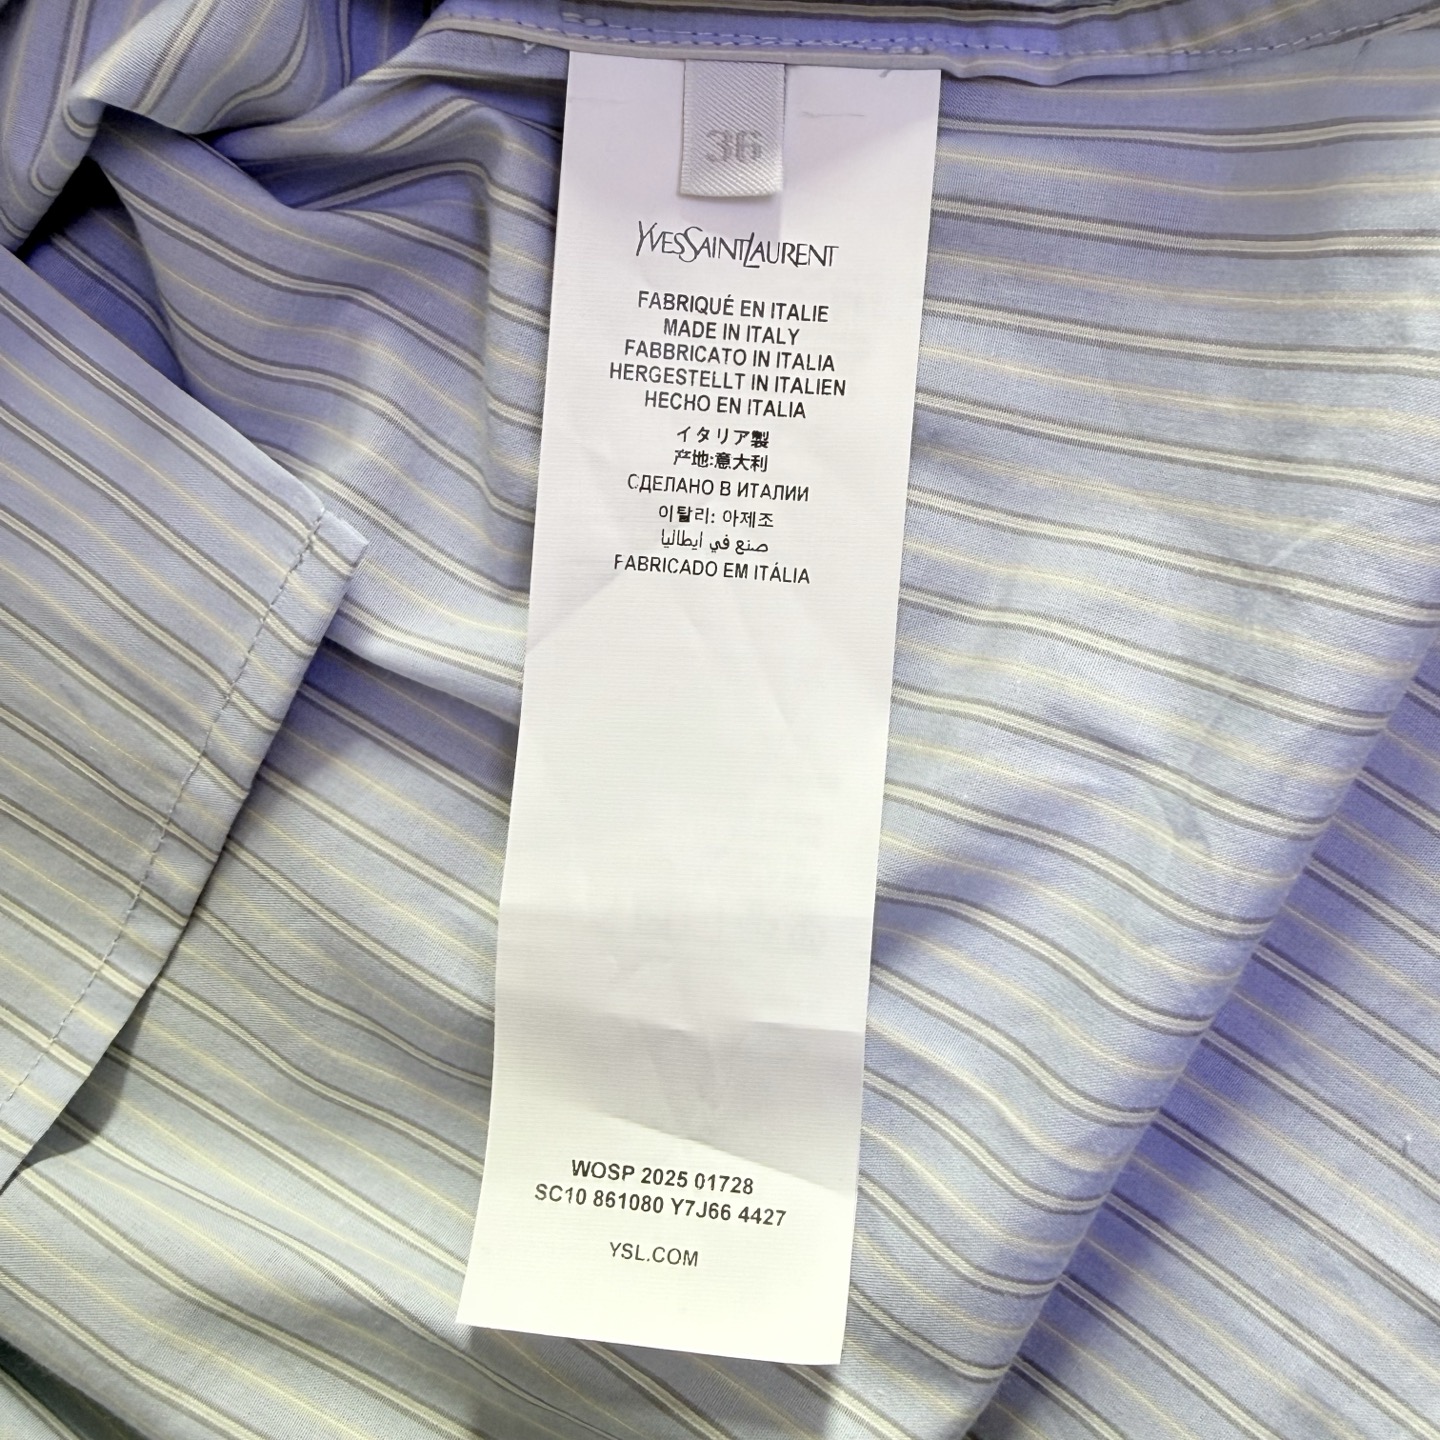 36
YVESSAINTLAURENT
FABRIQUÉ EN ITALIE
MADE IN ITALY
FABBRICATO IN ITALIA
HERGESTELLT IN ITALIEN
HECHO EN ITALIA
イタリア製
产地:意大利
СДЕЛАНО В ИТАЛИИ
이탈리: 아제조
صنع في ايطاليا
FABRICADO EM ITÁLIA
WOSP 2025 01728
SC10 861080 Y7J66 4427
YSL.COM